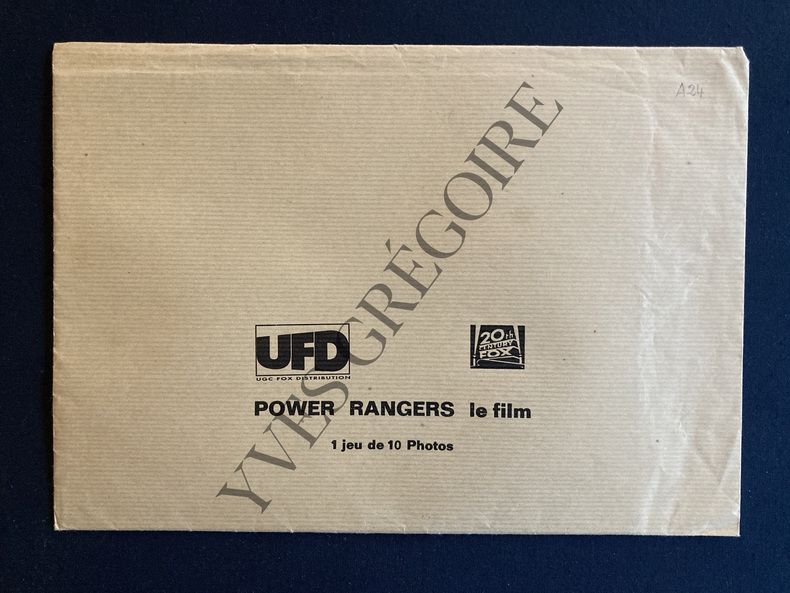 A24
YVES GRÉGOIRE
UFD
UGC FOX DISTRIBUTION
20th
CENTURY
FOX
POWER RANGERS le film
1 jeu de 10 Photos